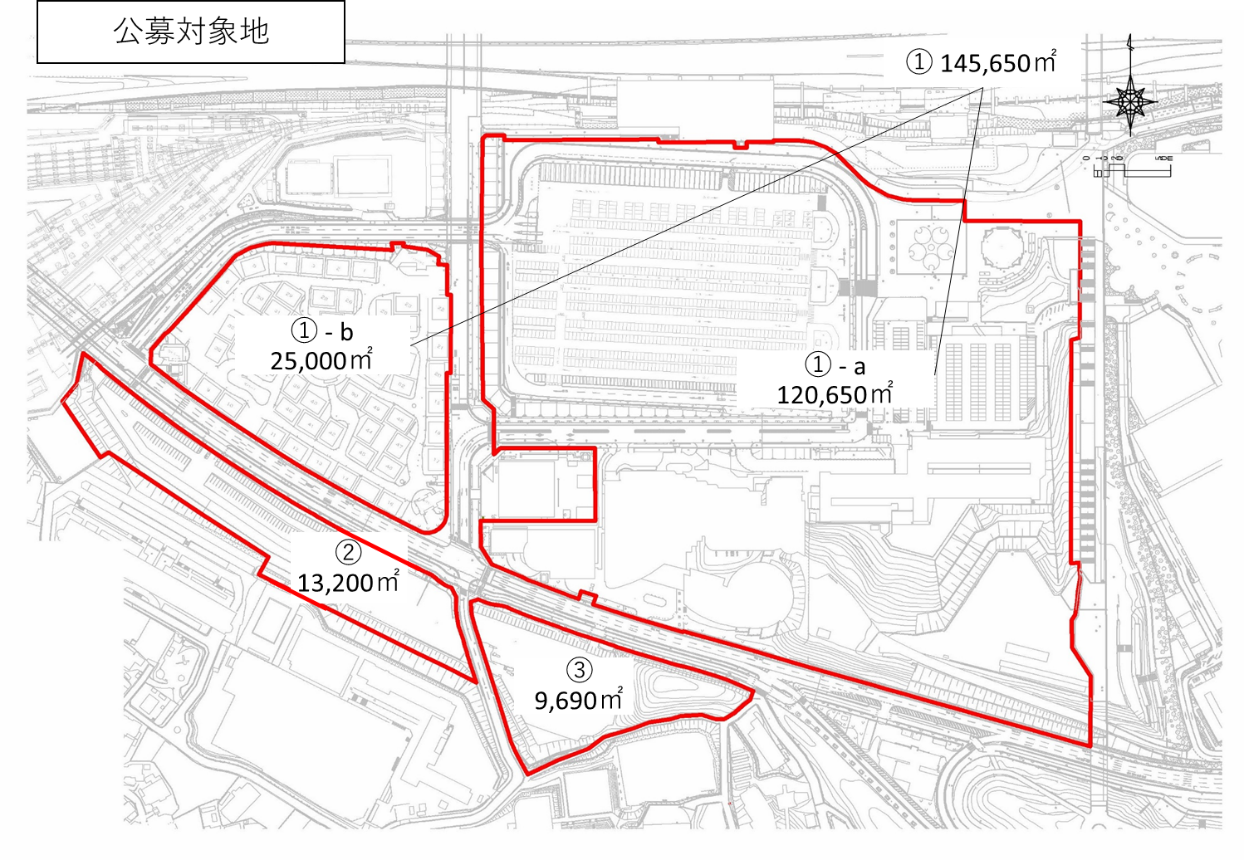 公募対象地
① 145,650㎡
① - b
25,000㎡
① - a
120,650㎡
②
13,200㎡
③
9,690㎡